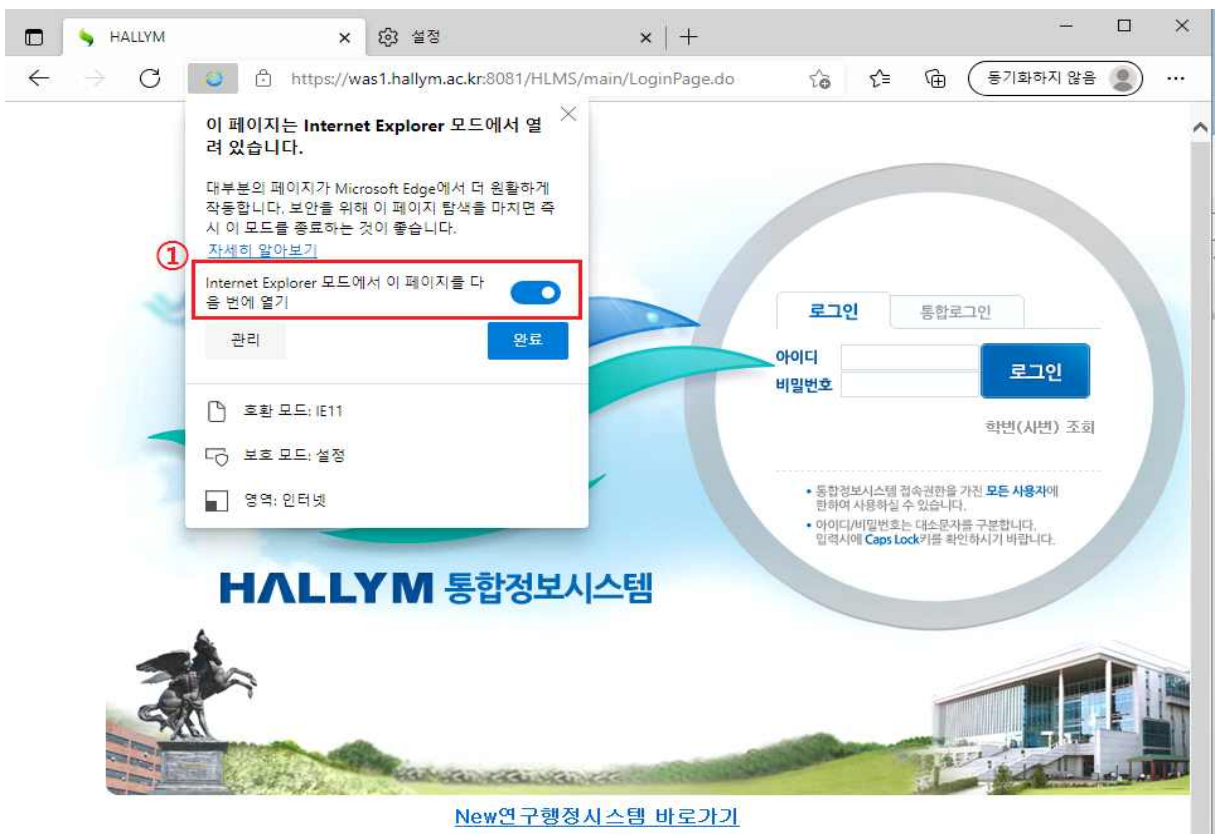 HALLYM
설정
https://was1.hallym.ac.kr:8081/HLMS/main/LoginPage.do
동기화하지 않음
이 페이지는 Internet Explorer 모드에서 열
려 있습니다.
대부분의 페이지가 Microsoft Edge에서 더 원활하게
작동합니다. 보안을 위해 이 페이지 탐색을 마치면 즉
시 이 모드를 종료하는 것이 좋습니다.
자세히 알아보기
①
Internet Explorer 모드에서 이 페이지를 다
음 번에 열기
관리
완료
호환 모드: IE11
보호 모드: 설정
영역: 인터넷
로그인
통합로그인
아이디
비밀번호
로그인
학번(사번) 조회
• 통합정보시스템 접속권한을 가진 모든 사용자에
한하여 사용하실 수 있습니다.
• 아이디/비밀번호는 대소문자를 구분합니다.
입력시에 Caps Lock키를 확인하시기 바랍니다.
HALLYM 통합정보시스템
New연구행정시스템 바로가기